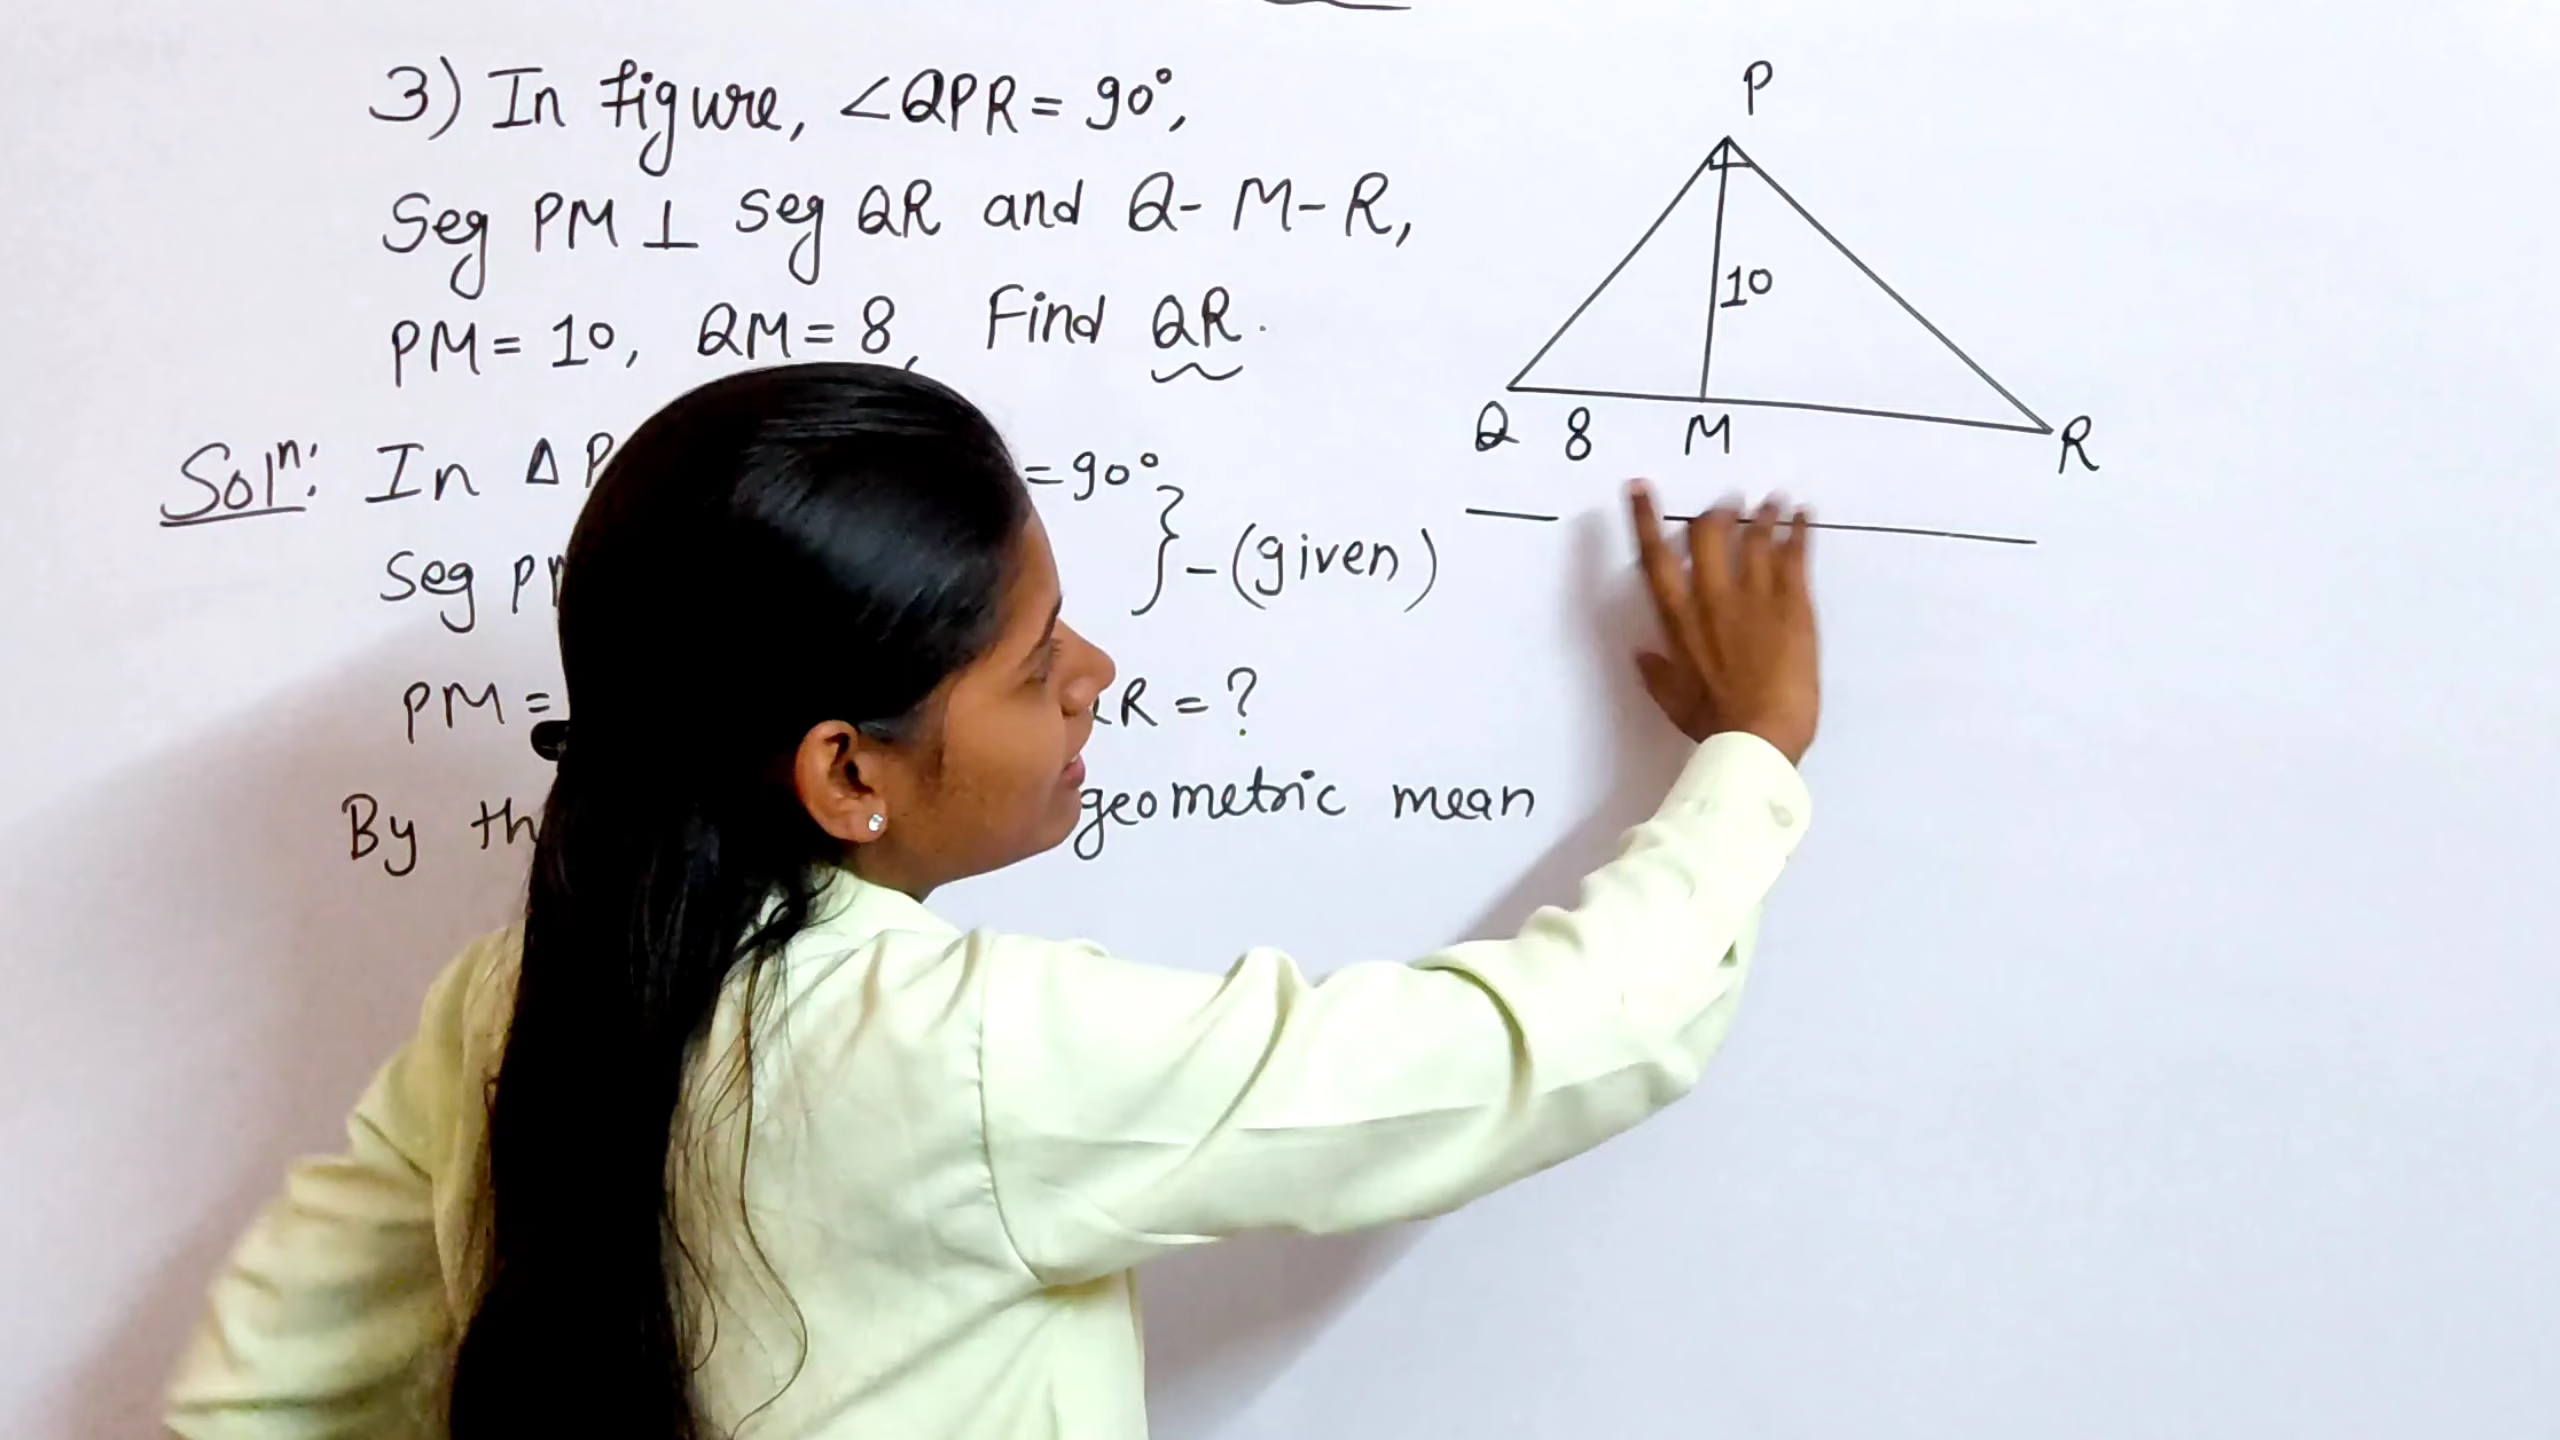 3) In figure, ∠QPR = 90°,
Seg PM ⊥ seg QR and Q- M- R,
PM = 10, QM = 8, Find QR.
Solⁿ: In Δ P = 90°
Seg } - (given)
PM = R = ?
By geometric mean
P
10
Q 8 M R